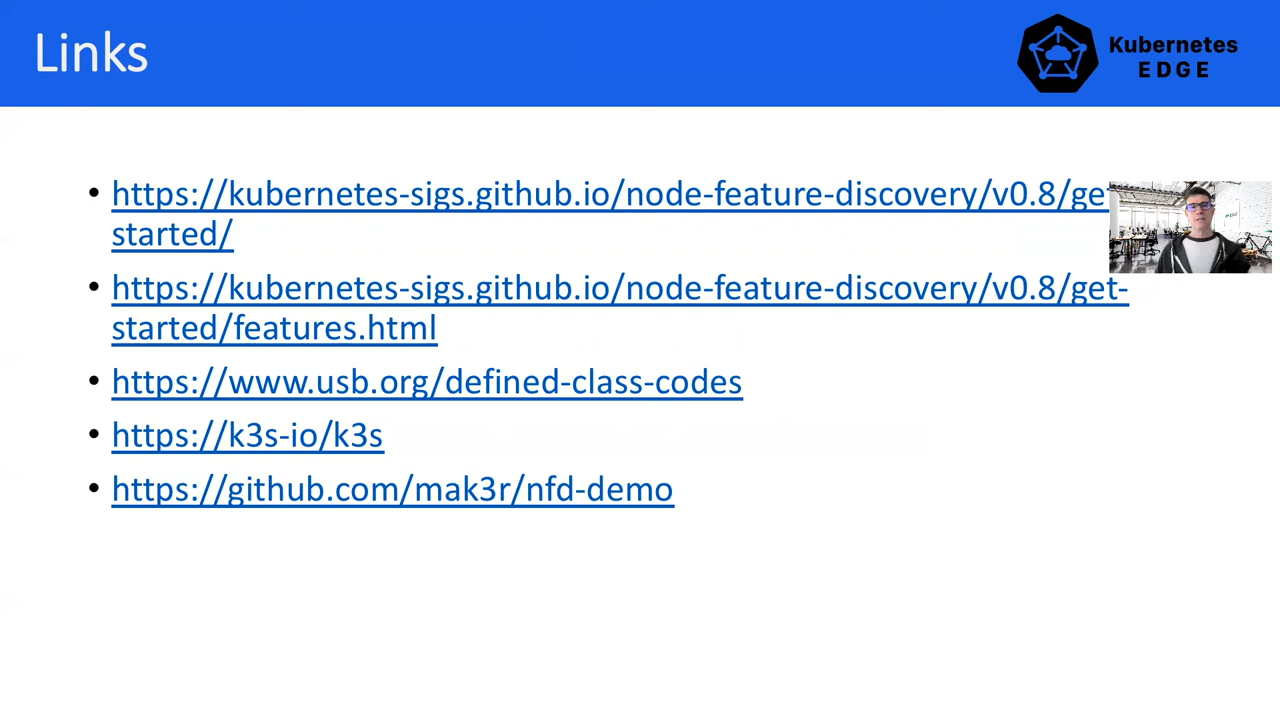 Links
Kubernetes
EDGE
• https://kubernetes-sigs.github.io/node-feature-discovery/v0.8/get
started/
• https://kubernetes-sigs.github.io/node-feature-discovery/v0.8/get-
started/features.html
• https://www.usb.org/defined-class-codes
• https://k3s-io/k3s
• https://github.com/mak3r/nfd-demo